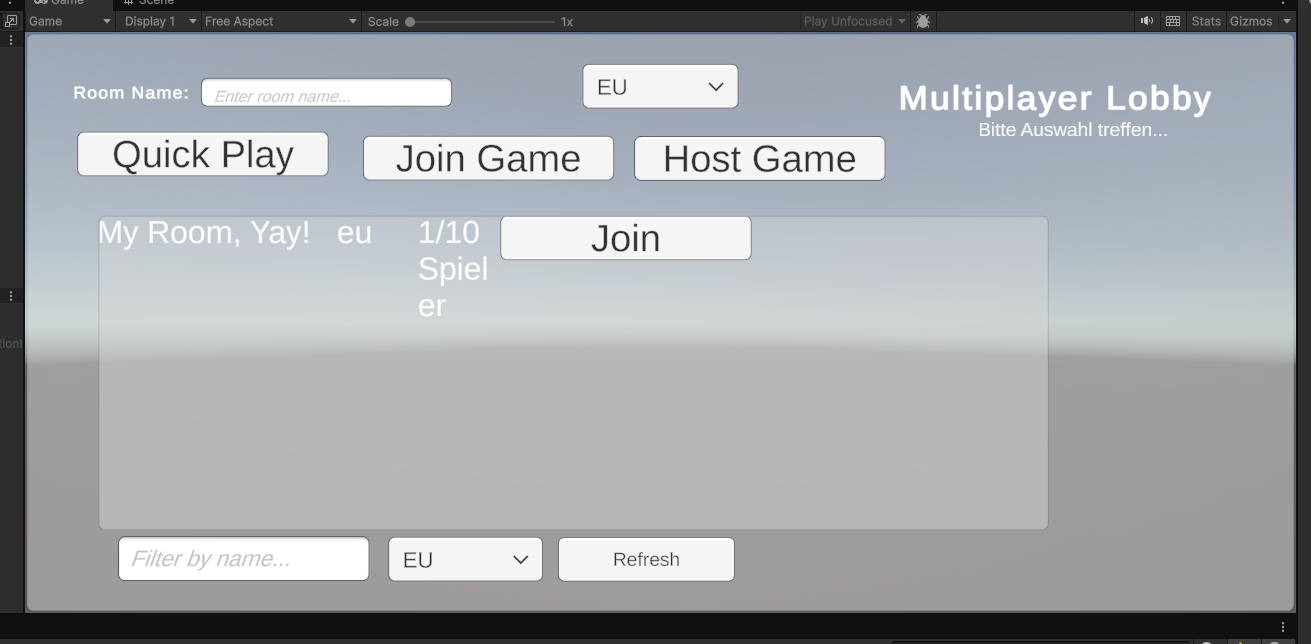 Game
Scene
Game
Display 1
Free Aspect
Scale
1x
Play Unfocused
Stats
Gizmos
Room Name:
Enter room name...
EU
Multiplayer Lobby
Bitte Auswahl treffen...
Quick Play
Join Game
Host Game
My Room, Yay!
eu
1/10
Spiel
er
Join
Filter by name...
EU
Refresh